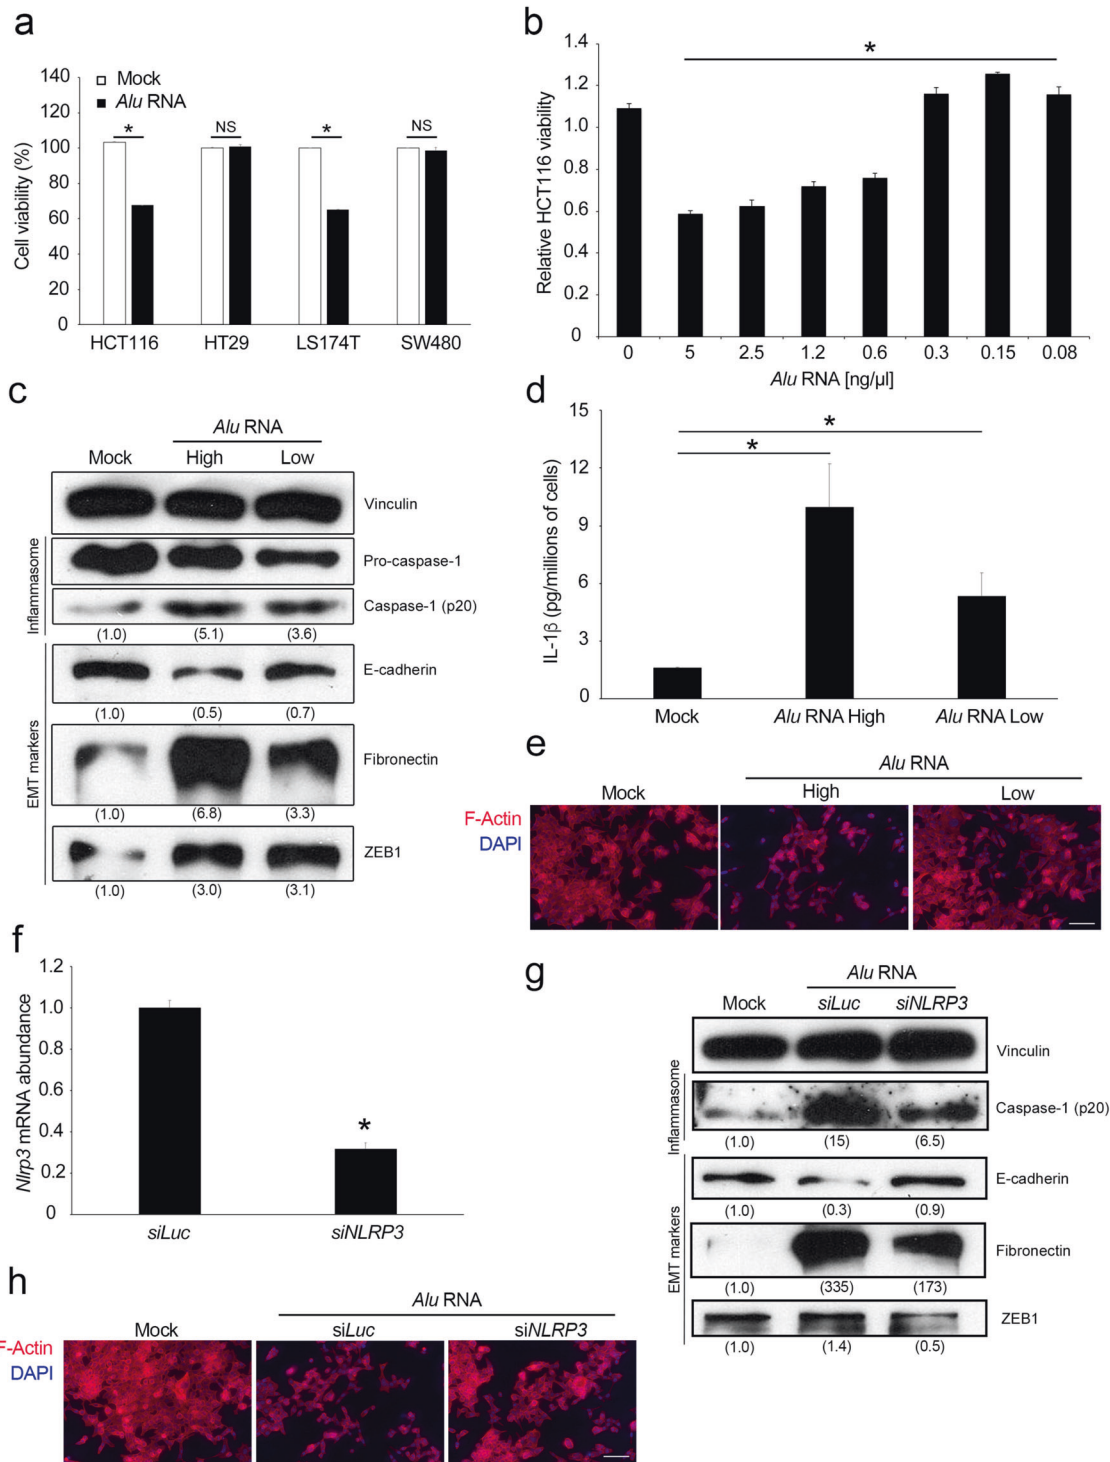 a
Cell viability (%)
140
120
100
80
60
40
20
0
Mock
Alu RNA
*
NS
*
NS
HCT116 HT29 LS174T SW480
b
Relative HCT116 viability
1.4
1.2
1.0
0.8
0.6
0.4
0.2
0
*
0 5 2.5 1.2 0.6 0.3 0.15 0.08
Alu RNA [ng/µl]
c
Alu RNA
Mock High Low
Inflammasome
EMT markers
Vinculin
Pro-caspase-1
Caspase-1 (p20)
(1.0) (5.1) (3.6)
E-cadherin
(1.0) (0.5) (0.7)
Fibronectin
(1.0) (6.8) (3.3)
ZEB1
(1.0) (3.0) (3.1)
d
IL-1β (pg/millions of cells)
15
12
9
6
3
0
*
*
Mock Alu RNA High Alu RNA Low
e
Alu RNA
Mock High Low
F-Actin
DAPI
f
Nlrp3 mRNA abundance
1.2
1.0
0.8
0.6
0.4
0.2
0
*
siLuc siNLRP3
g
Alu RNA
Mock siLuc siNLRP3
Inflammasome
EMT markers
Vinculin
Caspase-1 (p20)
(1.0) (15) (6.5)
E-cadherin
(1.0) (0.3) (0.9)
Fibronectin
(1.0) (335) (173)
ZEB1
(1.0) (1.4) (0.5)
h
Alu RNA
Mock siLuc siNLRP3
F-Actin
DAPI